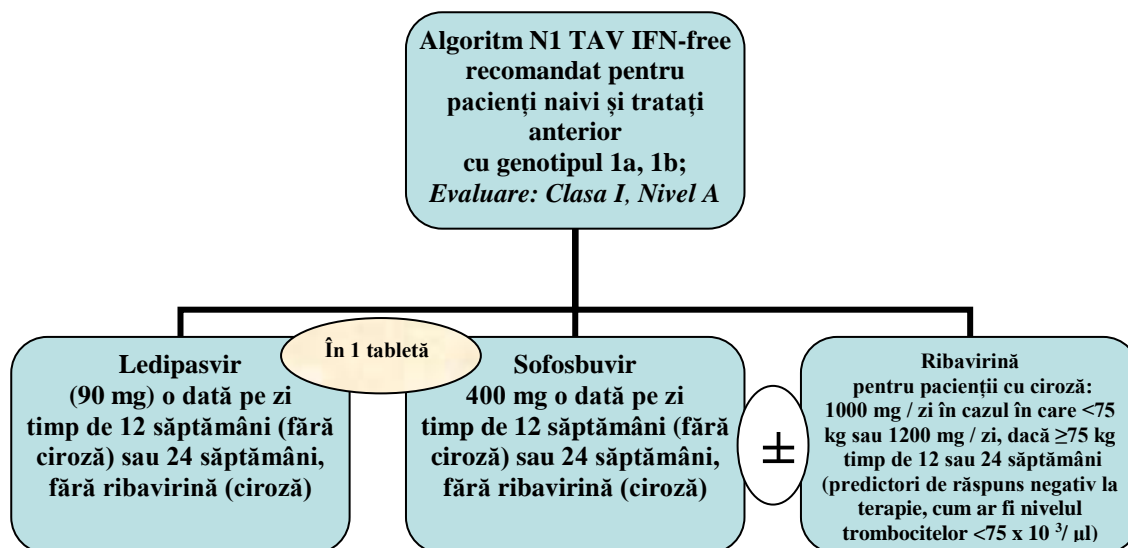 Algoritm N1 TAV IFN-free
recomandat pentru
pacienți naivi și tratați
anterior
cu genotipul 1a, 1b;
Evaluare: Clasa I, Nivel A
Ledipasvir
(90 mg) o dată pe zi
timp de 12 săptămâni (fără
ciroză) sau 24 săptămâni,
fără ribavirină (ciroză)
În 1 tabletă
Sofosbuvir
400 mg o dată pe zi
timp de 12 săptămâni (fără
ciroză) sau 24 săptămâni,
fără ribavirină (ciroză)
±
Ribavirină
pentru pacienții cu ciroză:
1000 mg / zi în cazul în care <75
kg sau 1200 mg / zi, dacă ≥75 kg
timp de 12 sau 24 săptămâni
(predictori de răspuns negativ la
terapie, cum ar fi nivelul
trombocitelor <75 x 10 ³/ µl)